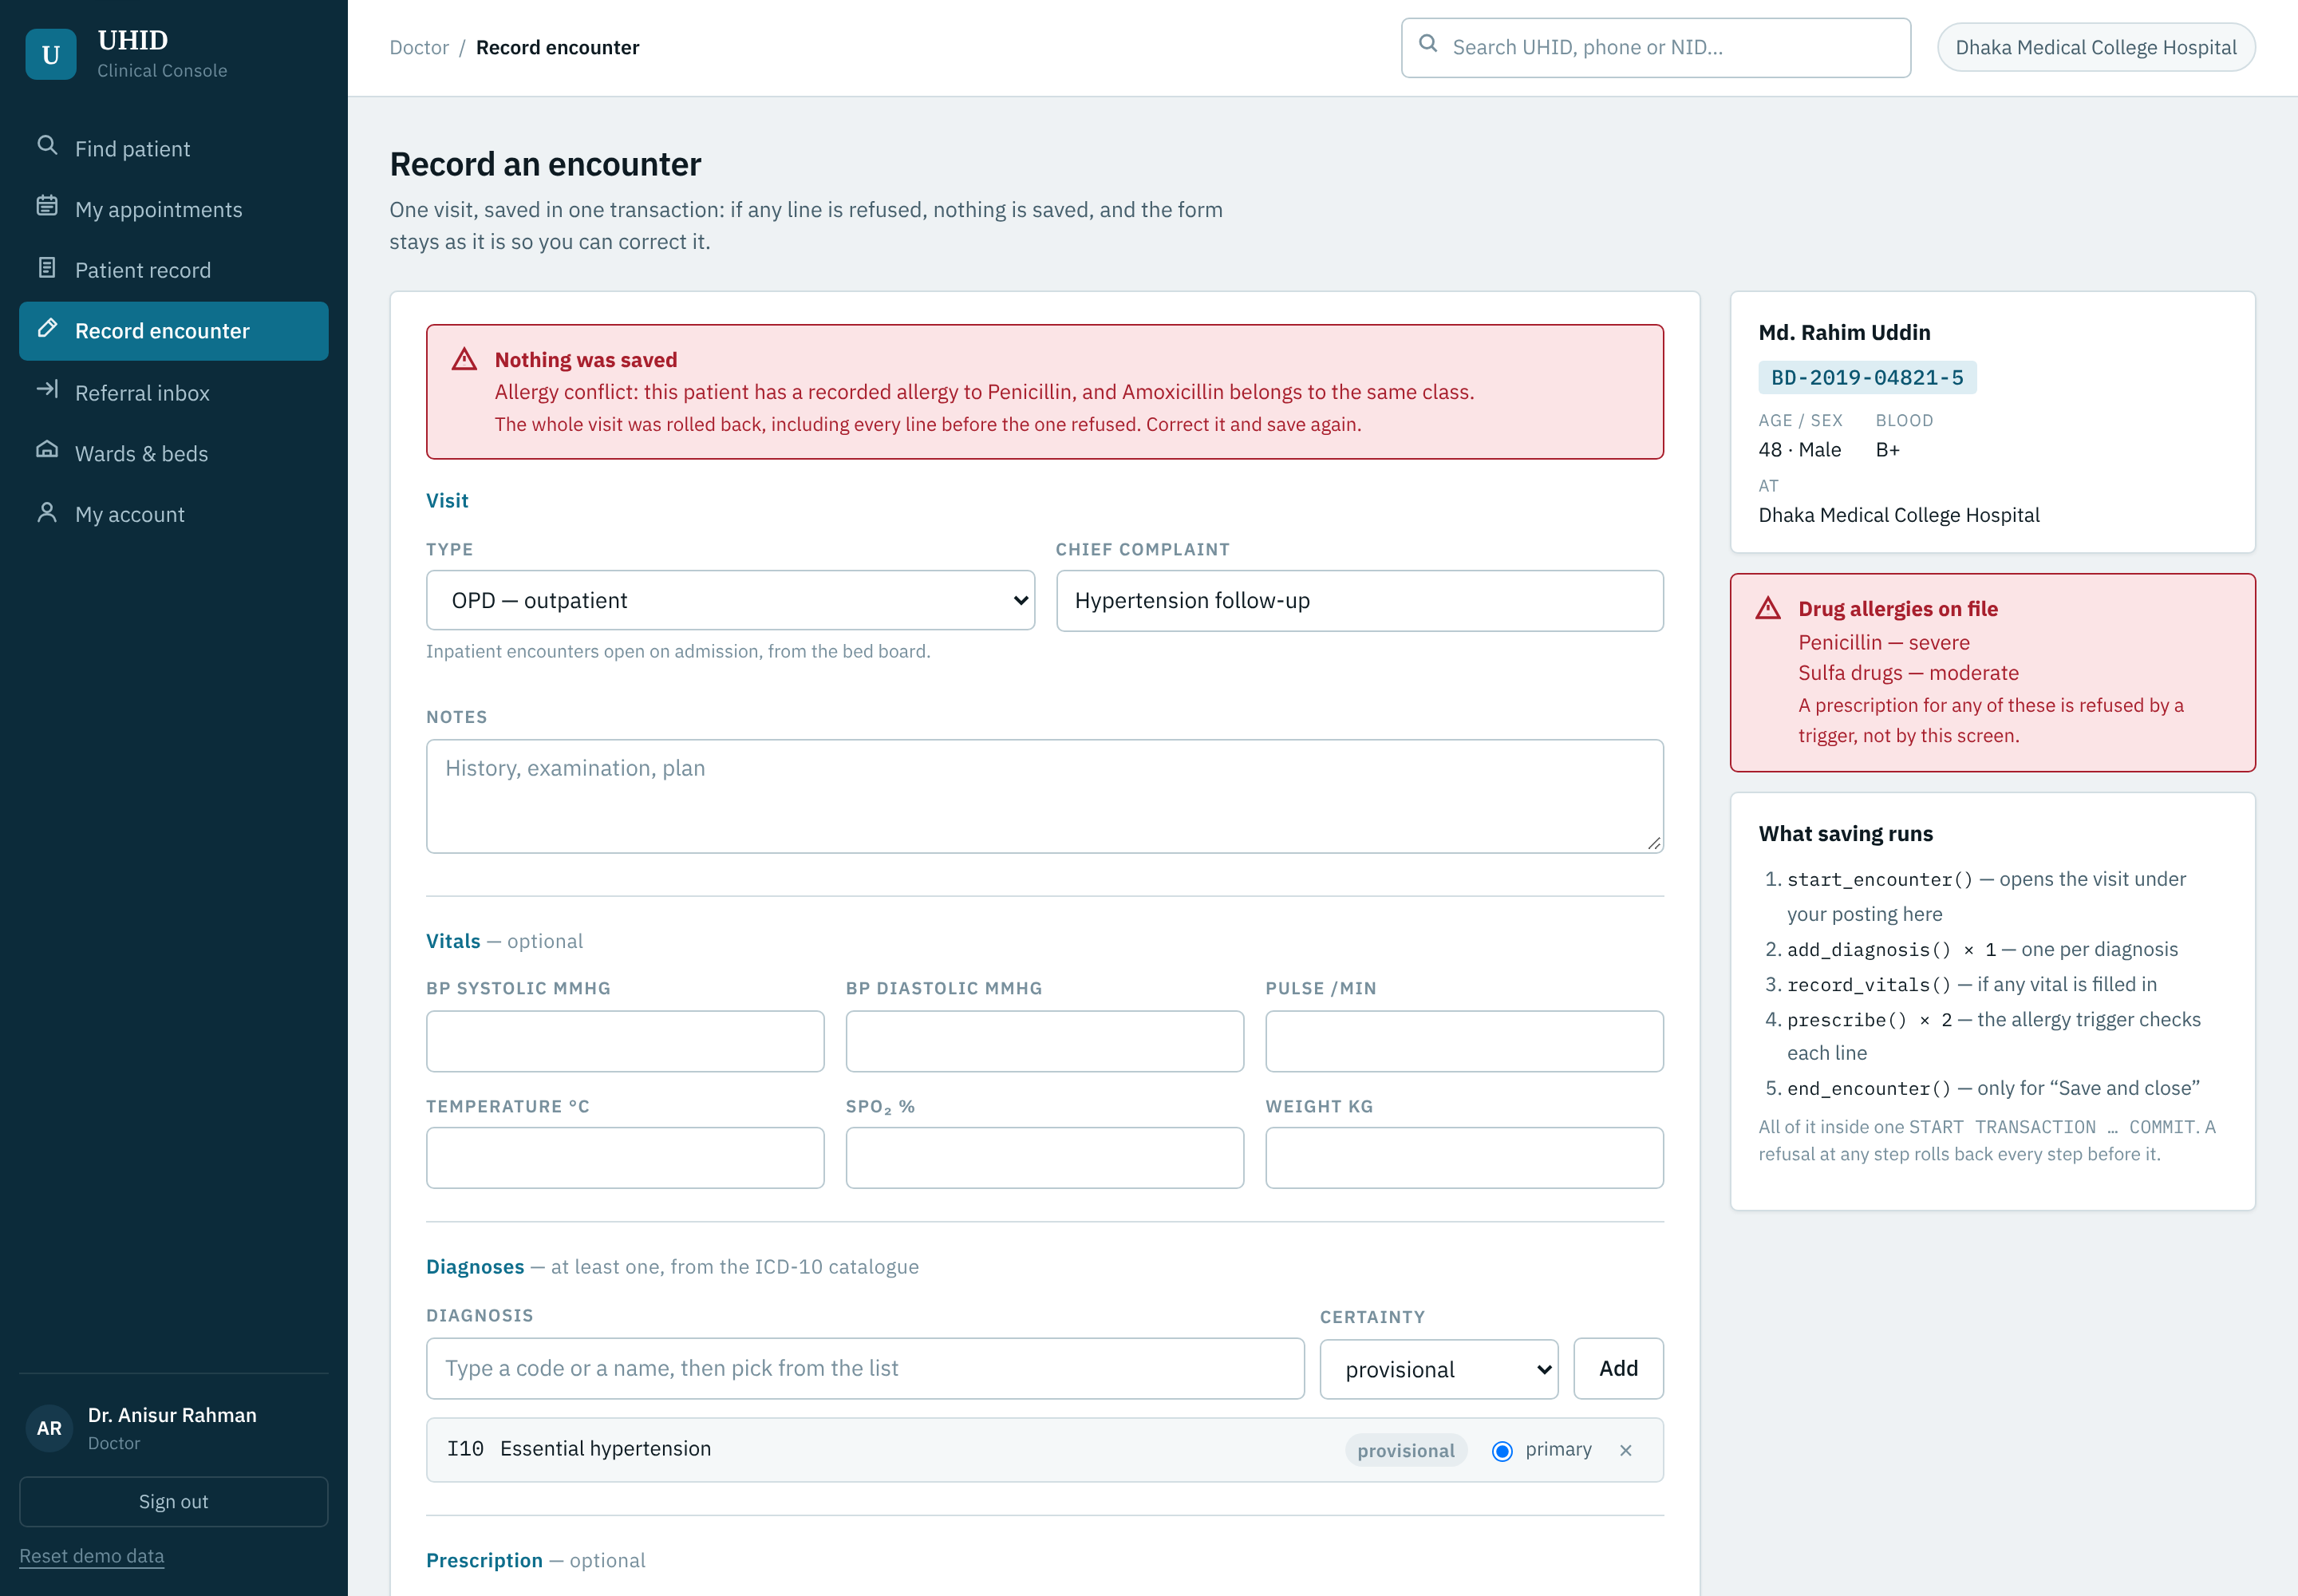 U
UHID
Clinical Console
Find patient
My appointments
Patient record
Record encounter
Referral inbox
Wards & beds
My account
AR
Dr. Anisur Rahman
Doctor
Sign out
Reset demo data
Doctor / Record encounter
Search UHID, phone or NID...
Dhaka Medical College Hospital
Record an encounter
One visit, saved in one transaction: if any line is refused, nothing is saved, and the form
stays as it is so you can correct it.
Nothing was saved
Allergy conflict: this patient has a recorded allergy to Penicillin, and Amoxicillin belongs to the same class.
The whole visit was rolled back, including every line before the one refused. Correct it and save again.
Visit
TYPE
OPD — outpatient
Inpatient encounters open on admission, from the bed board.
CHIEF COMPLAINT
Hypertension follow-up
NOTES
History, examination, plan
Vitals — optional
BP SYSTOLIC MMHG
BP DIASTOLIC MMHG
PULSE /MIN
TEMPERATURE °C
SPO₂ %
WEIGHT KG
Diagnoses — at least one, from the ICD-10 catalogue
DIAGNOSIS
Type a code or a name, then pick from the list
CERTAINTY
provisional
Add
I10 Essential hypertension provisional primary ×
Prescription — optional
Md. Rahim Uddin
BD-2019-04821-5
AGE / SEX BLOOD
48 · Male B+
AT
Dhaka Medical College Hospital
Drug allergies on file
Penicillin — severe
Sulfa drugs — moderate
A prescription for any of these is refused by a
trigger, not by this screen.
What saving runs
1. start_encounter() — opens the visit under
your posting here
2. add_diagnosis() × 1 — one per diagnosis
3. record_vitals() — if any vital is filled in
4. prescribe() × 2 — the allergy trigger checks
each line
5. end_encounter() — only for “Save and close”
All of it inside one START TRANSACTION … COMMIT. A
refusal at any step rolls back every step before it.